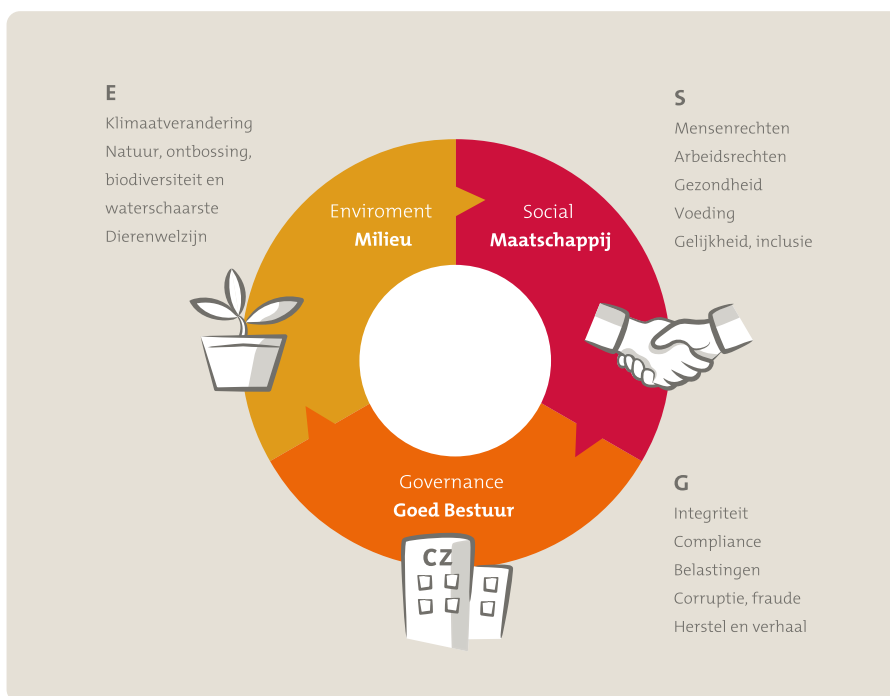 E
Klimaatverandering
Natuur, ontbossing,
biodiversiteit en
waterschaarste
Dierenwelzijn
S
Mensenrechten
Arbeidsrechten
Gezondheid
Voeding
Gelijkheid, inclusie
Enviroment
Milieu
Social
Maatschappij
Governance
Goed Bestuur
CZ
G
Integriteit
Compliance
Belastingen
Corruptie, fraude
Herstel en verhaal